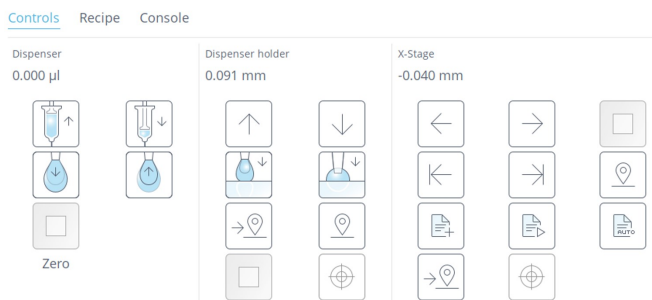 Controls Recipe Console
Dispenser Dispenser holder X-Stage
0.000 µl 0.091 mm -0.040 mm
AUTO
Zero